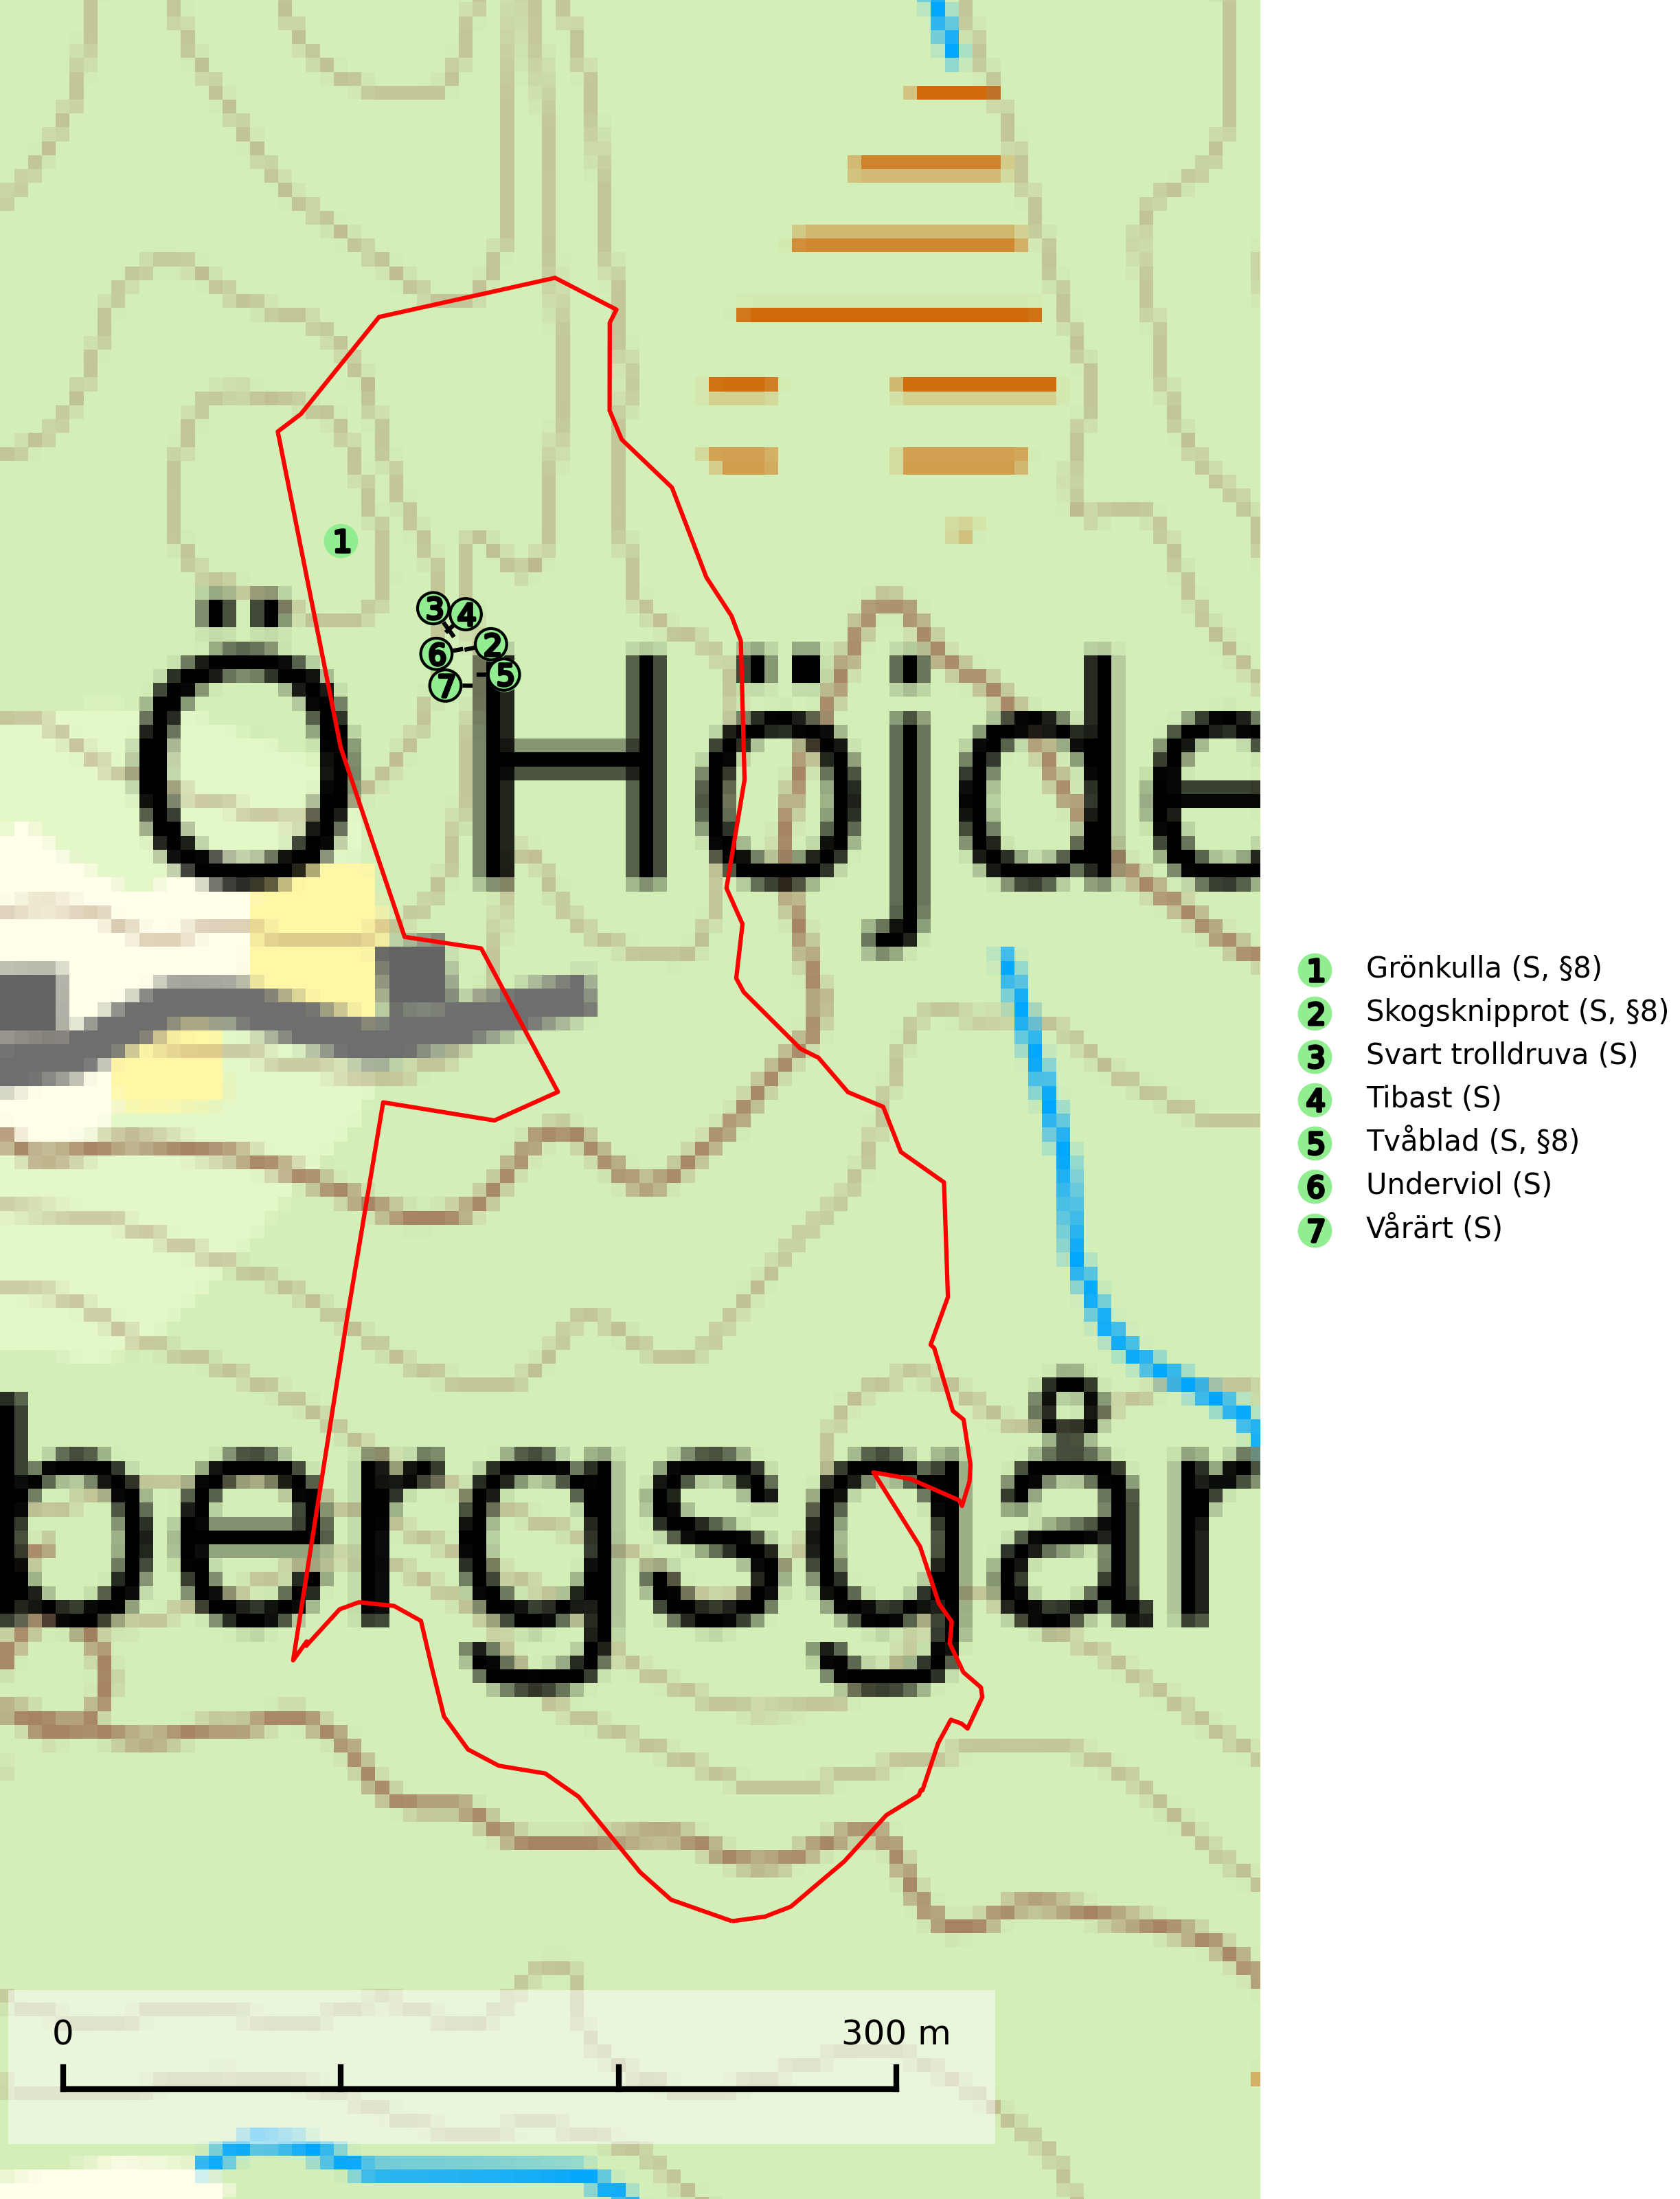 1
3 4
6 2
7 5
Ö Höjde
bergsgår
0 300 m
1 Grönkulla (S, §8)
2 Skogsknipprot (S, §8)
3 Svart trolldruva (S)
4 Tibast (S)
5 Tvåblad (S, §8)
6 Underviol (S)
7 Vårärt (S)